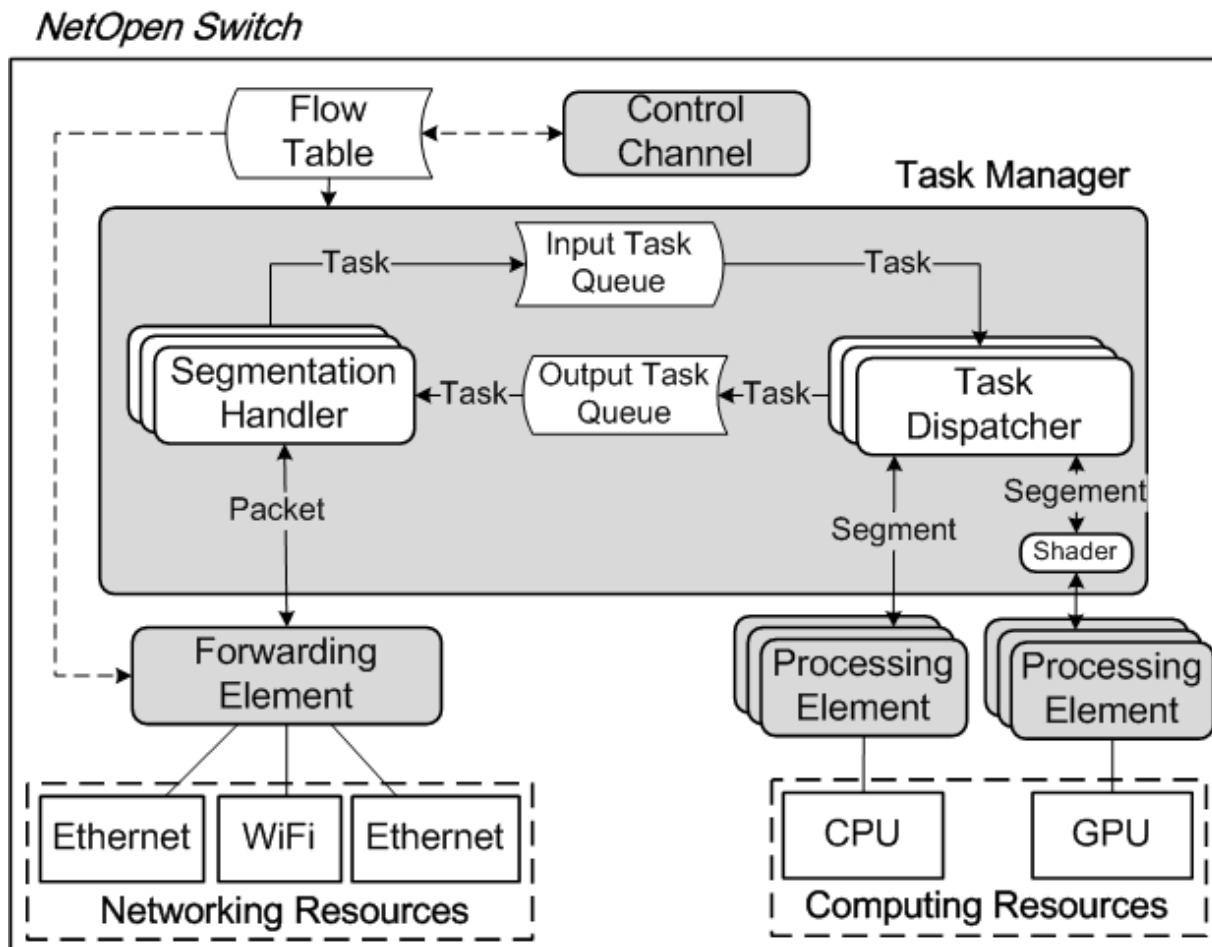 NetOpen Switch
Flow
Table
Control
Channel
Task Manager
Task
Input Task
Queue
Task
Segmentation
Handler
Task
Output Task
Queue
Task
Task
Dispatcher
Packet
Segment
Segement
Shader
Forwarding
Element
Processing
Element
Processing
Element
Ethernet
WiFi
Ethernet
CPU
GPU
Networking Resources
Computing Resources